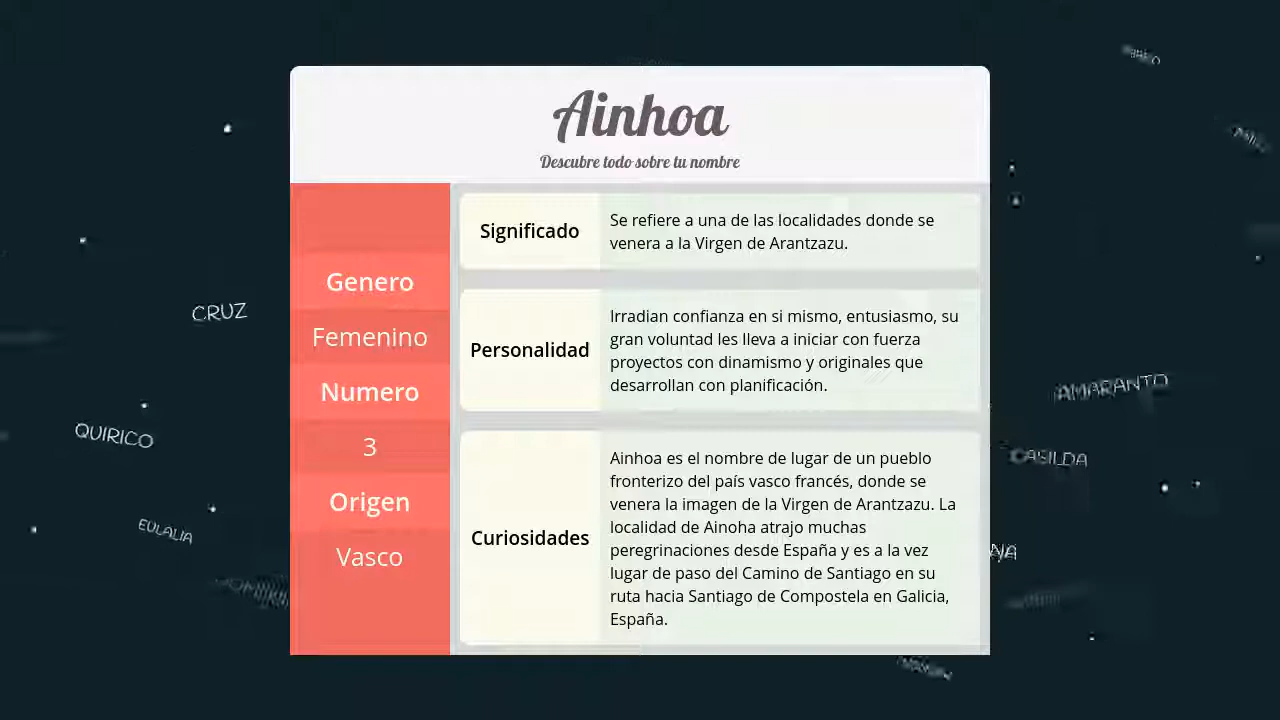 Ainhoa
Descubre todo sobre tu nombre
Genero
Femenino
Numero
3
Origen
Vasco
Significado
Se refiere a una de las localidades donde se
venera a la Virgen de Arantzazu.
Personalidad
Irradian confianza en si mismo, entusiasmo, su
gran voluntad les lleva a iniciar con fuerza
proyectos con dinamismo y originales que
desarrollan con planificación.
Curiosidades
Ainhoa es el nombre de lugar de un pueblo
fronterizo del país vasco francés, donde se
venera la imagen de la Virgen de Arantzazu. La
localidad de Ainoha atrajo muchas
peregrinaciones desde España y es a la vez
lugar de paso del Camino de Santiago en su
ruta hacia Santiago de Compostela en Galicia,
España.
CRUZ
QUIRICO
EULALIA
AMARANTO
CASILDA